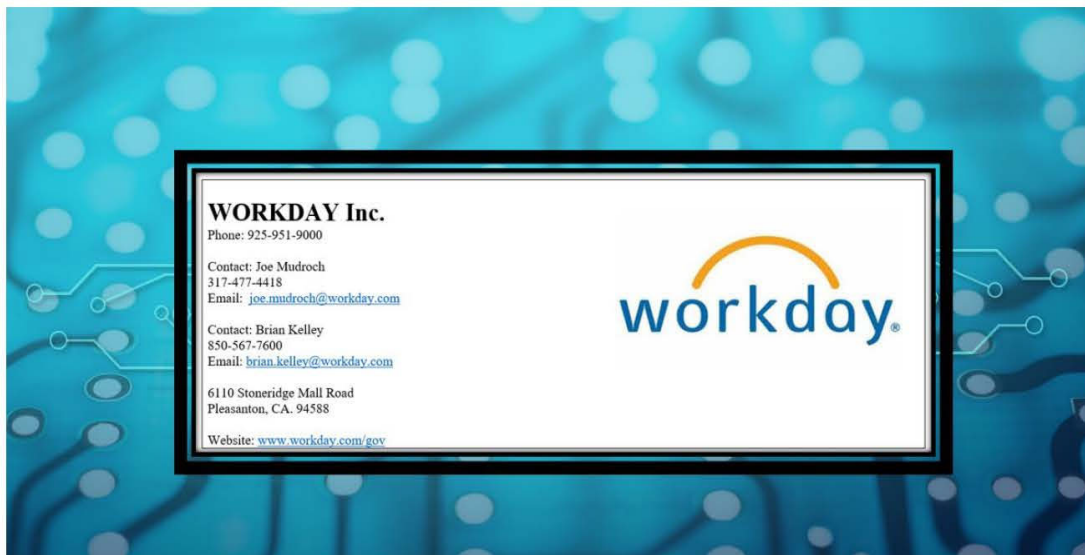 WORKDAY Inc.
Phone: 925-951-9000
Contact: Joe Mudroch
317-477-4418
Email: joe.mudroch@workday.com
Contact: Brian Kelley
850-567-7600
Email: brian.kelley@workday.com
6110 Stoneridge Mall Road
Pleasanton, CA. 94588
Website: www.workday.com/gov
workday®